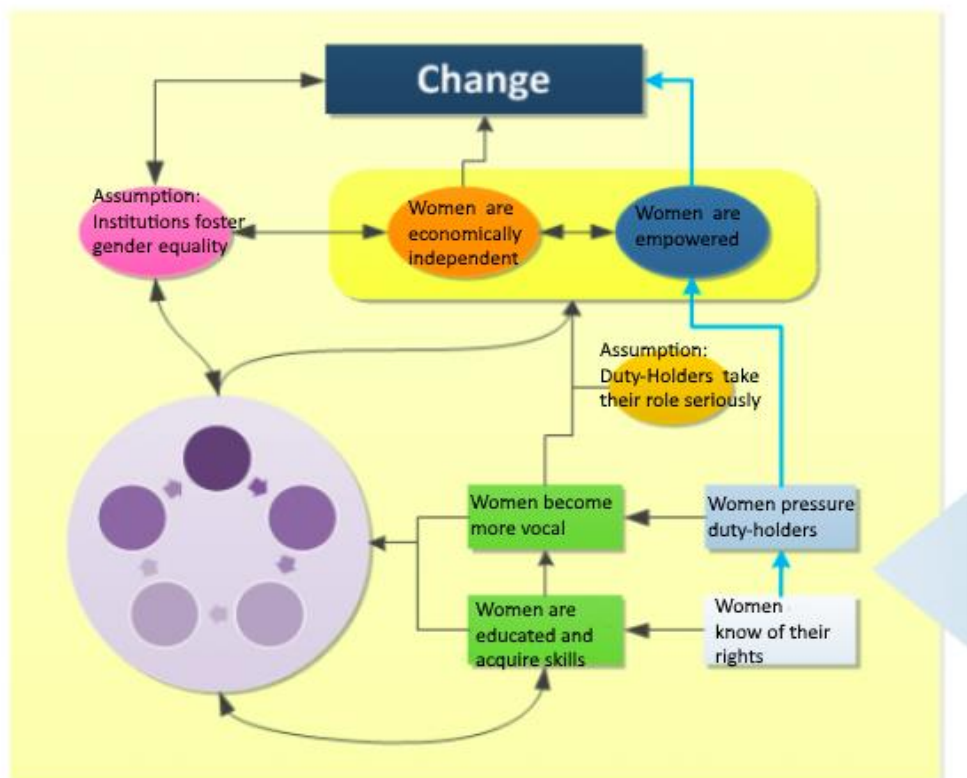 Change
Assumption:
Institutions foster
gender equality
Women are
economically
independent
Women are
empowered
Assumption:
Duty-Holders take
their role seriously
Women become
more vocal
Women pressure
duty-holders
Women are
educated and
acquire skills
Women
know of their
rights